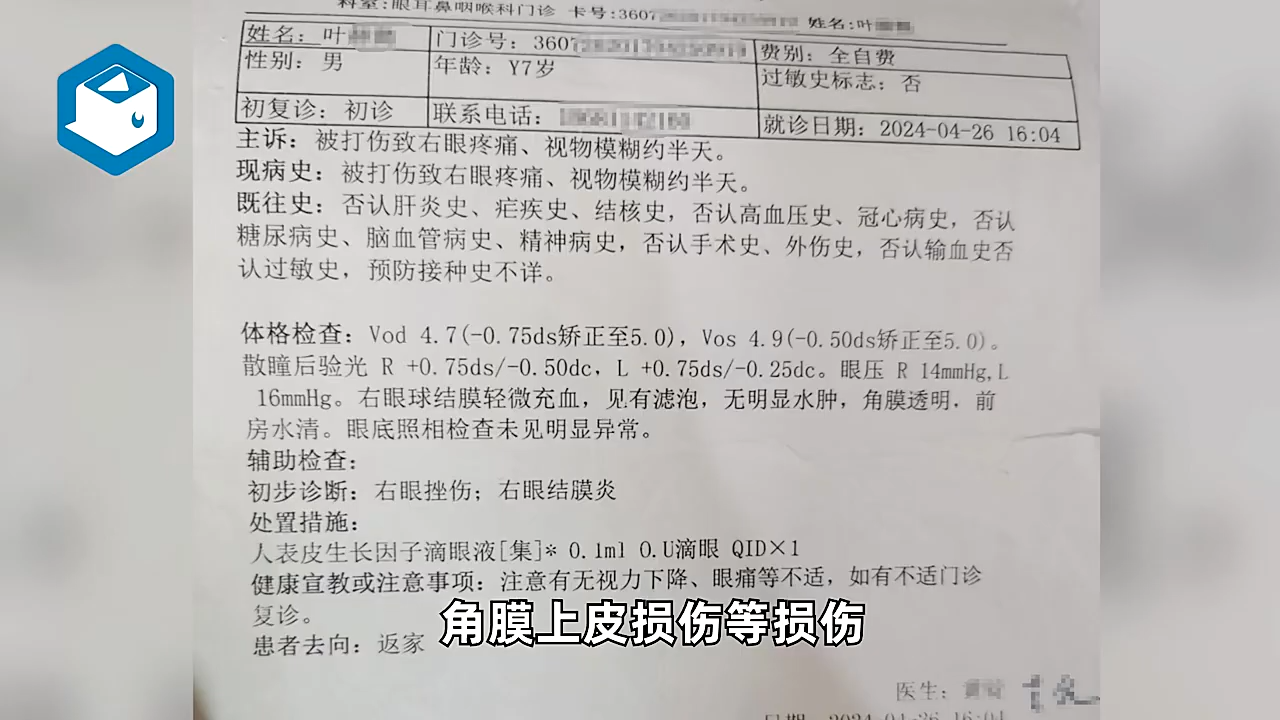 科室:眼耳鼻咽喉科门诊 卡号:3607 姓名:叶
姓名: 叶 门诊号: 3607 费别: 全自费
性别: 男 年龄: Y7岁 过敏史标志: 否
初复诊: 初诊 联系电话: 就诊日期: 2024-04-26 16:04
主诉: 被打伤致右眼疼痛、视物模糊约半天。
现病史: 被打伤致右眼疼痛、视物模糊约半天。
既往史: 否认肝炎史、疟疾史、结核史, 否认高血压史、冠心病史, 否认
糖尿病史、脑血管病史、精神病史, 否认手术史、外伤史, 否认输血史否
认过敏史, 预防接种史不详。
体格检查: Vod 4.7(-0.75ds矫正至5.0), Vos 4.9(-0.50ds矫正至5.0)。
散瞳后验光 R +0.75ds/-0.50dc, L +0.75ds/-0.25dc。眼压 R 14mmHg,L
16mmHg。右眼球结膜轻微充血, 见有滤泡, 无明显水肿, 角膜透明, 前
房水清。眼底照相检查未见明显异常。
辅助检查:
初步诊断: 右眼挫伤; 右眼结膜炎
处置措施:
人表皮生长因子滴眼液[集]* 0.1ml O.U滴眼 QID×1
健康宣教或注意事项: 注意有无视力下降、眼痛等不适, 如有不适门诊
复诊。
角膜上皮损伤等损伤
患者去向: 返家
医生:
日期 2024-04-26 16:04